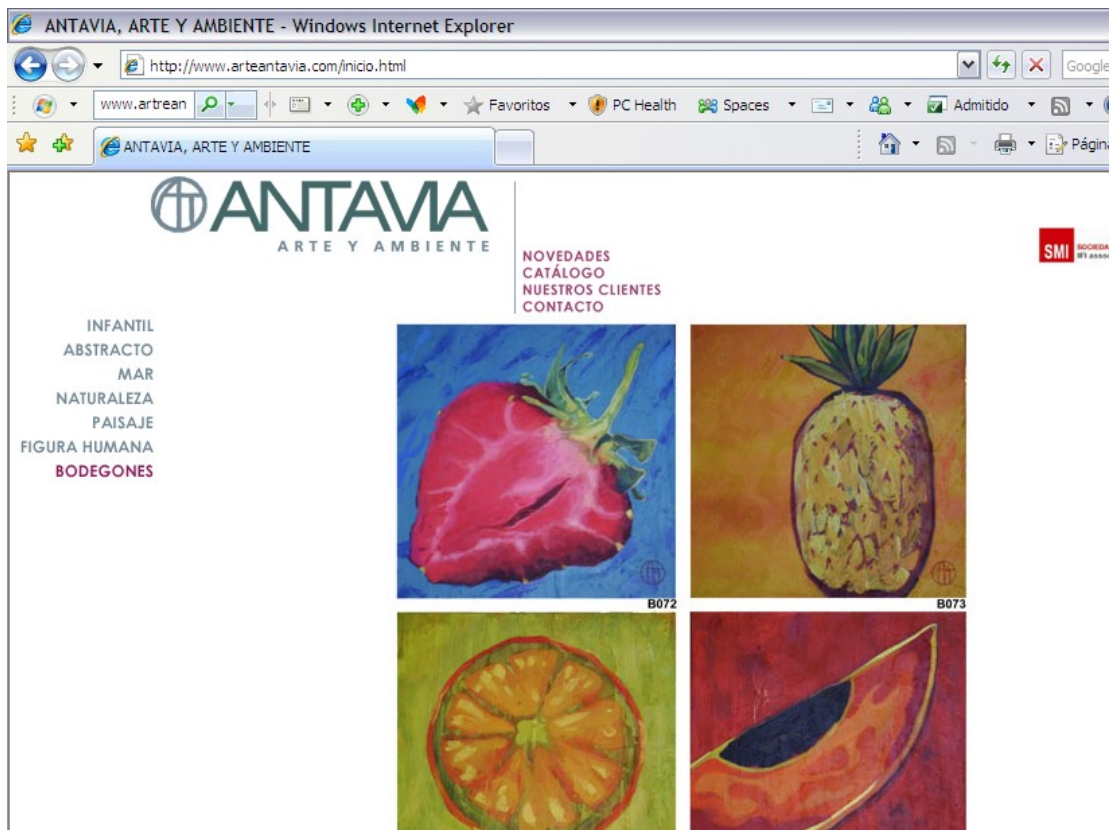 ANTAVIA, ARTE Y AMBIENTE - Windows Internet Explorer
http://www.arteantavia.com/inicio.html
Google
www.artrean
Favoritos
PC Health
Spaces
Admitido
ANTAVIA, ARTE Y AMBIENTE
Págin
ANTAVIA
ARTE Y AMBIENTE
NOVEDADES
CATÁLOGO
NUESTROS CLIENTES
CONTACTO
SMI
INFANTIL
ABSTRACTO
MAR
NATURALEZA
PAISAJE
FIGURA HUMANA
BODEGONES
B072
B073